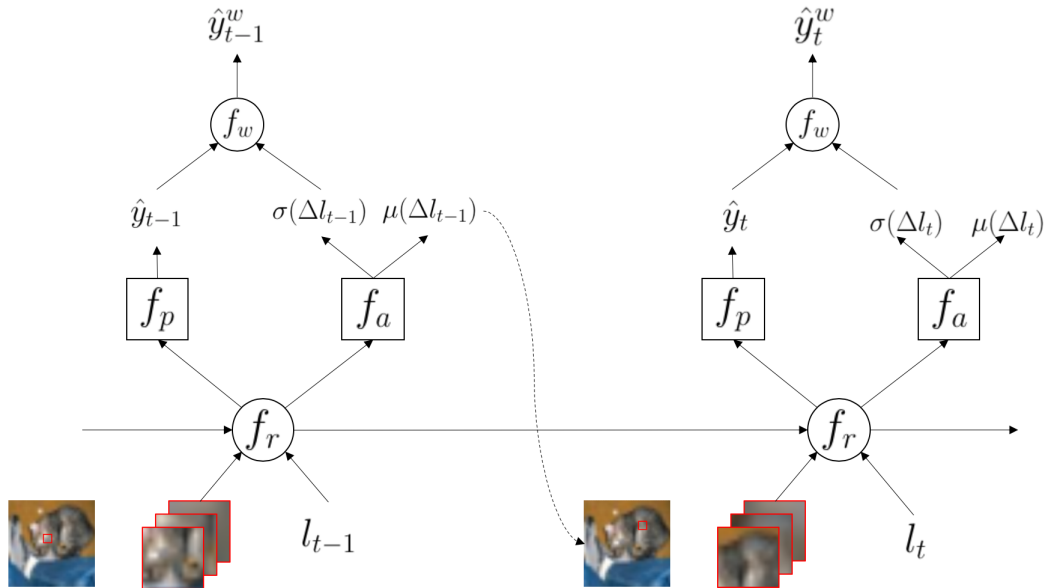 ŷ^w_{t−1} ŷ^w_t
f_w f_w
ŷ_{t−1} σ(Δl_{t−1}) μ(Δl_{t−1}) ŷ_t σ(Δl_t) μ(Δl_t)
f_p f_a f_p f_a
f_r f_r
l_{t−1} l_t